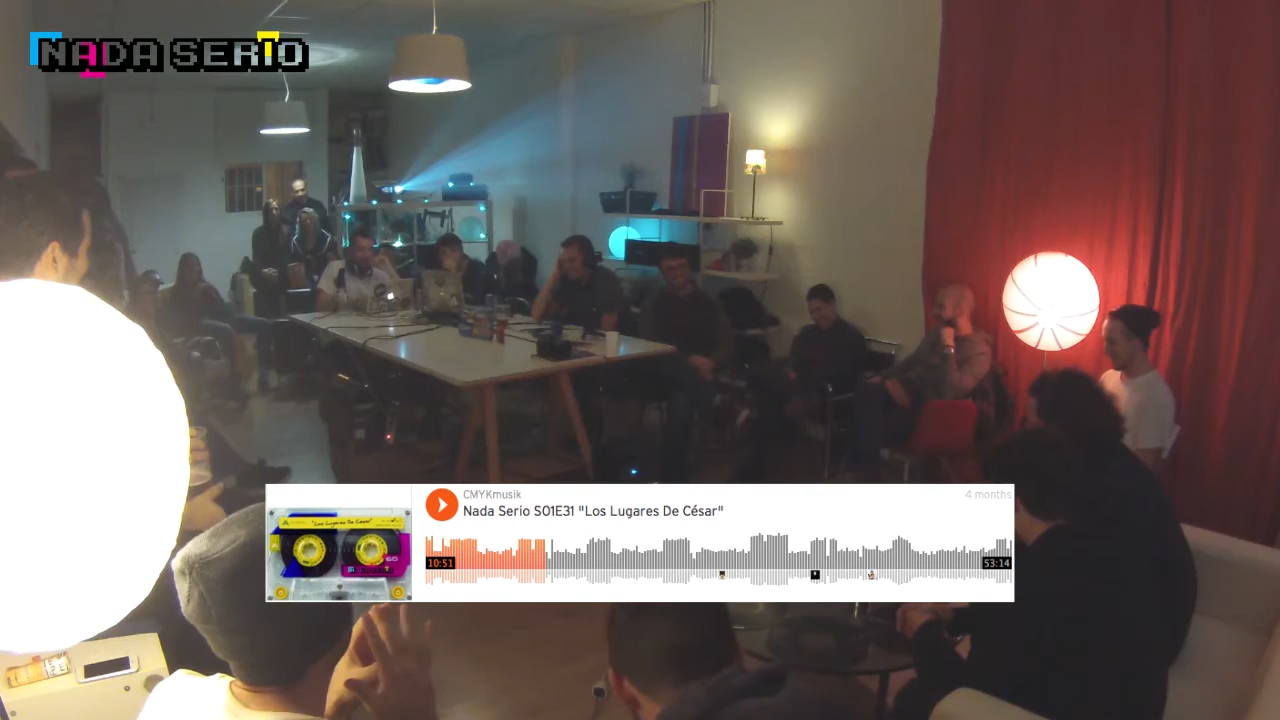 NADA SERIO
CMYKmusik
4 months
Nada Serio S01E31 "Los Lugares De César"
"Los Lugares De César"
A
60
10:51
53:14